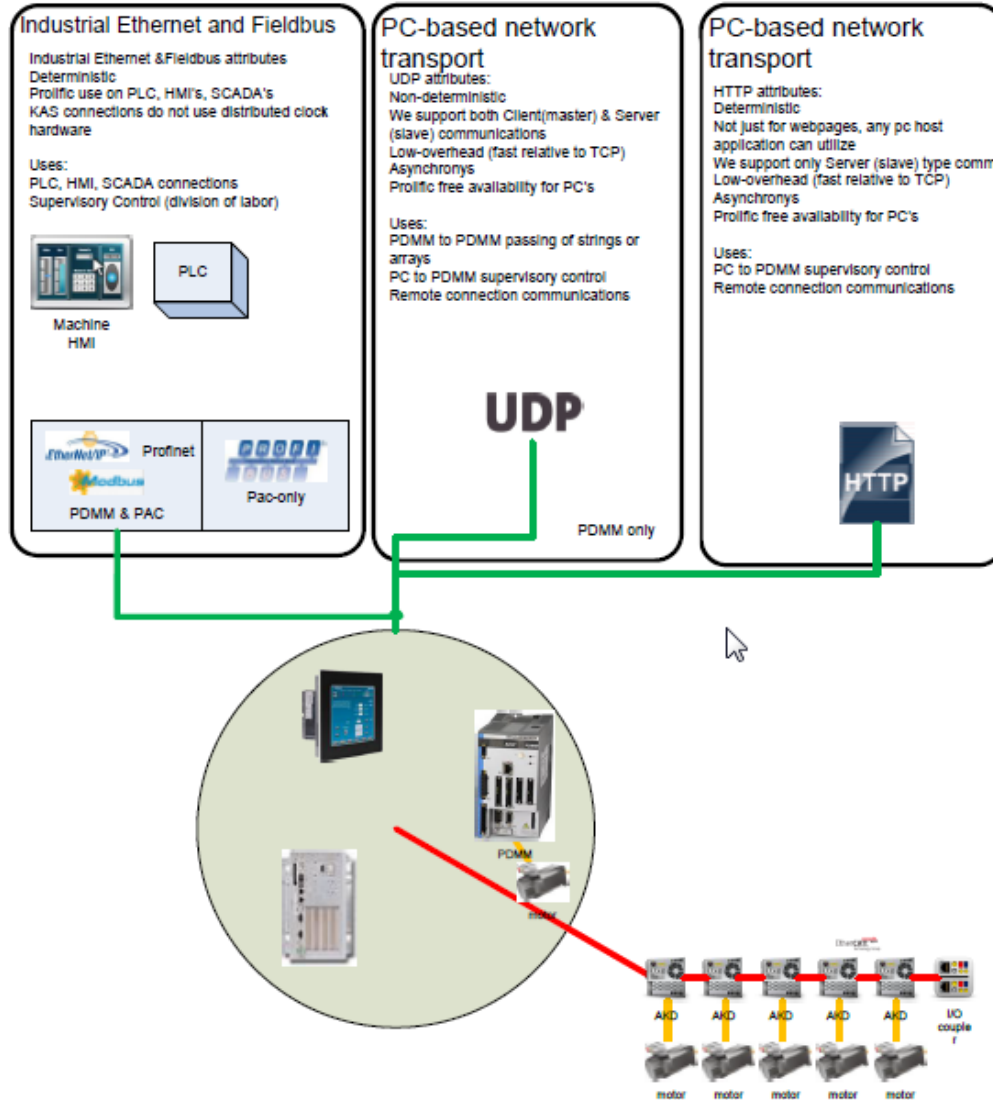 Industrial Ethernet and Fieldbus
Industrial Ethernet &Fieldbus attributes
Deterministic
Prolific use on PLC, HMI's, SCADA's
KAS connections do not use distributed clock
hardware
Uses:
PLC, HMI, SCADA connections
Supervisory Control (division of labor)
PLC
Machine
HMI
EtherNet/IP
Profinet
Modbus
PDMM & PAC
PROFI
BUS
Pac-only
PC-based network
transport
UDP attributes:
Non-deterministic
We support both Client(master) & Server
(slave) communications
Low-overhead (fast relative to TCP)
Asynchronys
Prolific free availability for PC's
Uses:
PDMM to PDMM passing of strings or
arrays
PC to PDMM supervisory control
Remote connection communications
UDP
PDMM only
PC-based network
transport
HTTP attributes:
Deterministic
Not just for webpages, any pc host
application can utilize
We support only Server (slave) type comm
Low-overhead (fast relative to TCP)
Asynchronys
Prolific free availability for PC's
Uses:
PC to PDMM supervisory control
Remote connection communications
HTTP
PDMM
motor
EtherCAT
AKD
AKD
AKD
AKD
AKD
I/O
couple
r
motor
motor
motor
motor
motor